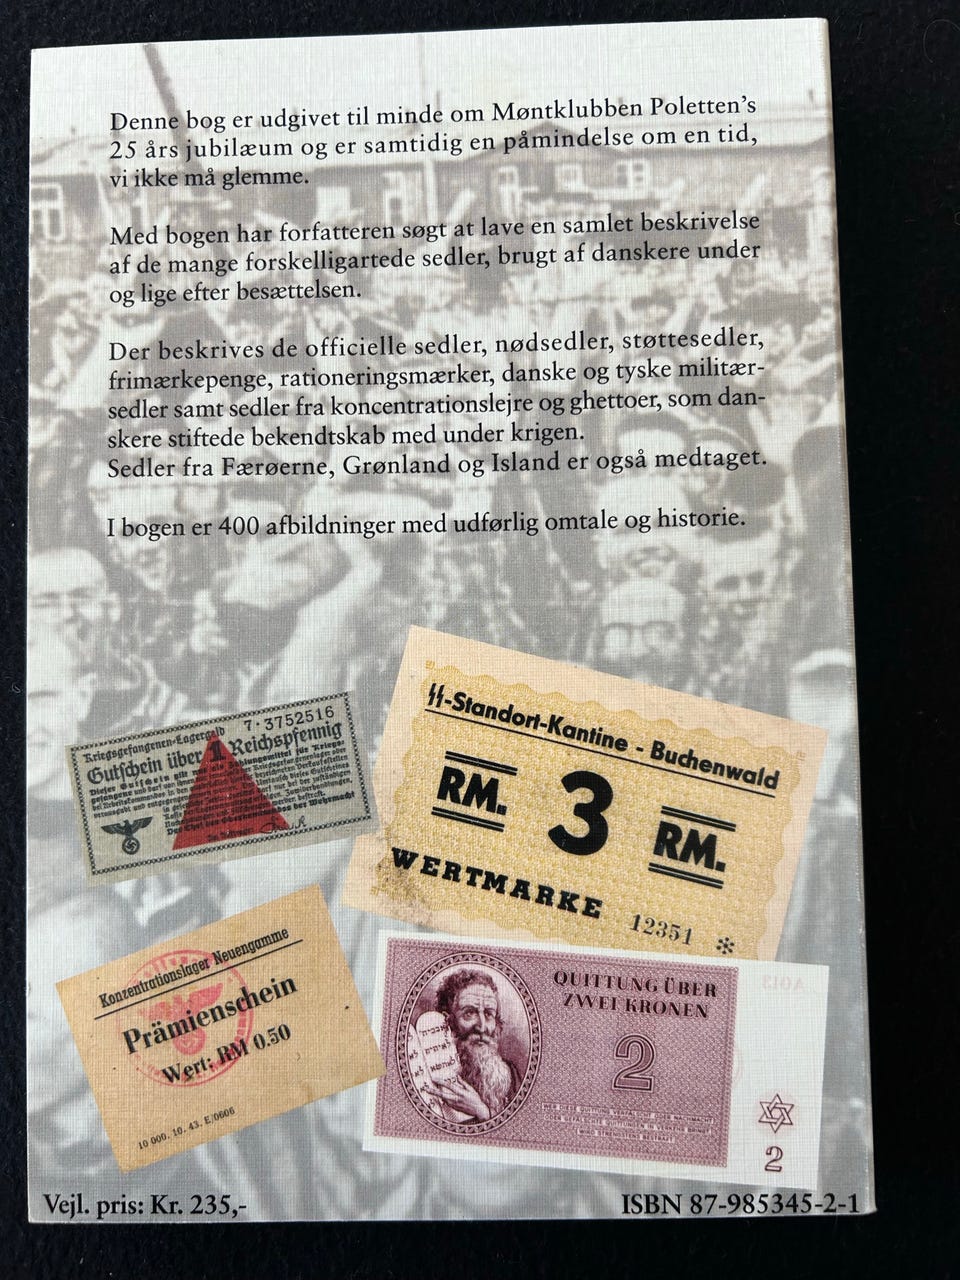 Denne bog er udgivet til minde om Møntklubben Poletten's
25 års jubilæum og er samtidig en påmindelse om en tid,
vi ikke må glemme.
Med bogen har forfatteren søgt at lave en samlet beskrivelse
af de mange forskelligartede sedler, brugt af danskere under
og lige efter besættelsen.
Der beskrives de officielle sedler, nødsedler, støttesedler,
frimærkepenge, rationeringsmærker, danske og tyske militær-
sedler samt sedler fra koncentrationslejre og ghettoer, som dan-
skere stiftede bekendtskab med under krigen.
Sedler fra Færøerne, Grønland og Island er også medtaget.
I bogen er 400 afbildninger med udførlig omtale og historie.
7·3752516
Kriegsgefangenen-Lagergeld
Gutschein über 1 Reichspfennig
SS-Standort-Kantine - Buchenwald
RM. 3 RM.
WERTMARKE
12351 *
Konzentrationslager Neuengamme
Prämienschein
Wert: RM 0.50
10 000. 10. 43. E/0606
A013
QUITTUNG ÜBER
ZWEI KRONEN
2
2
Vejl. pris: Kr. 235,-
ISBN 87-985345-2-1